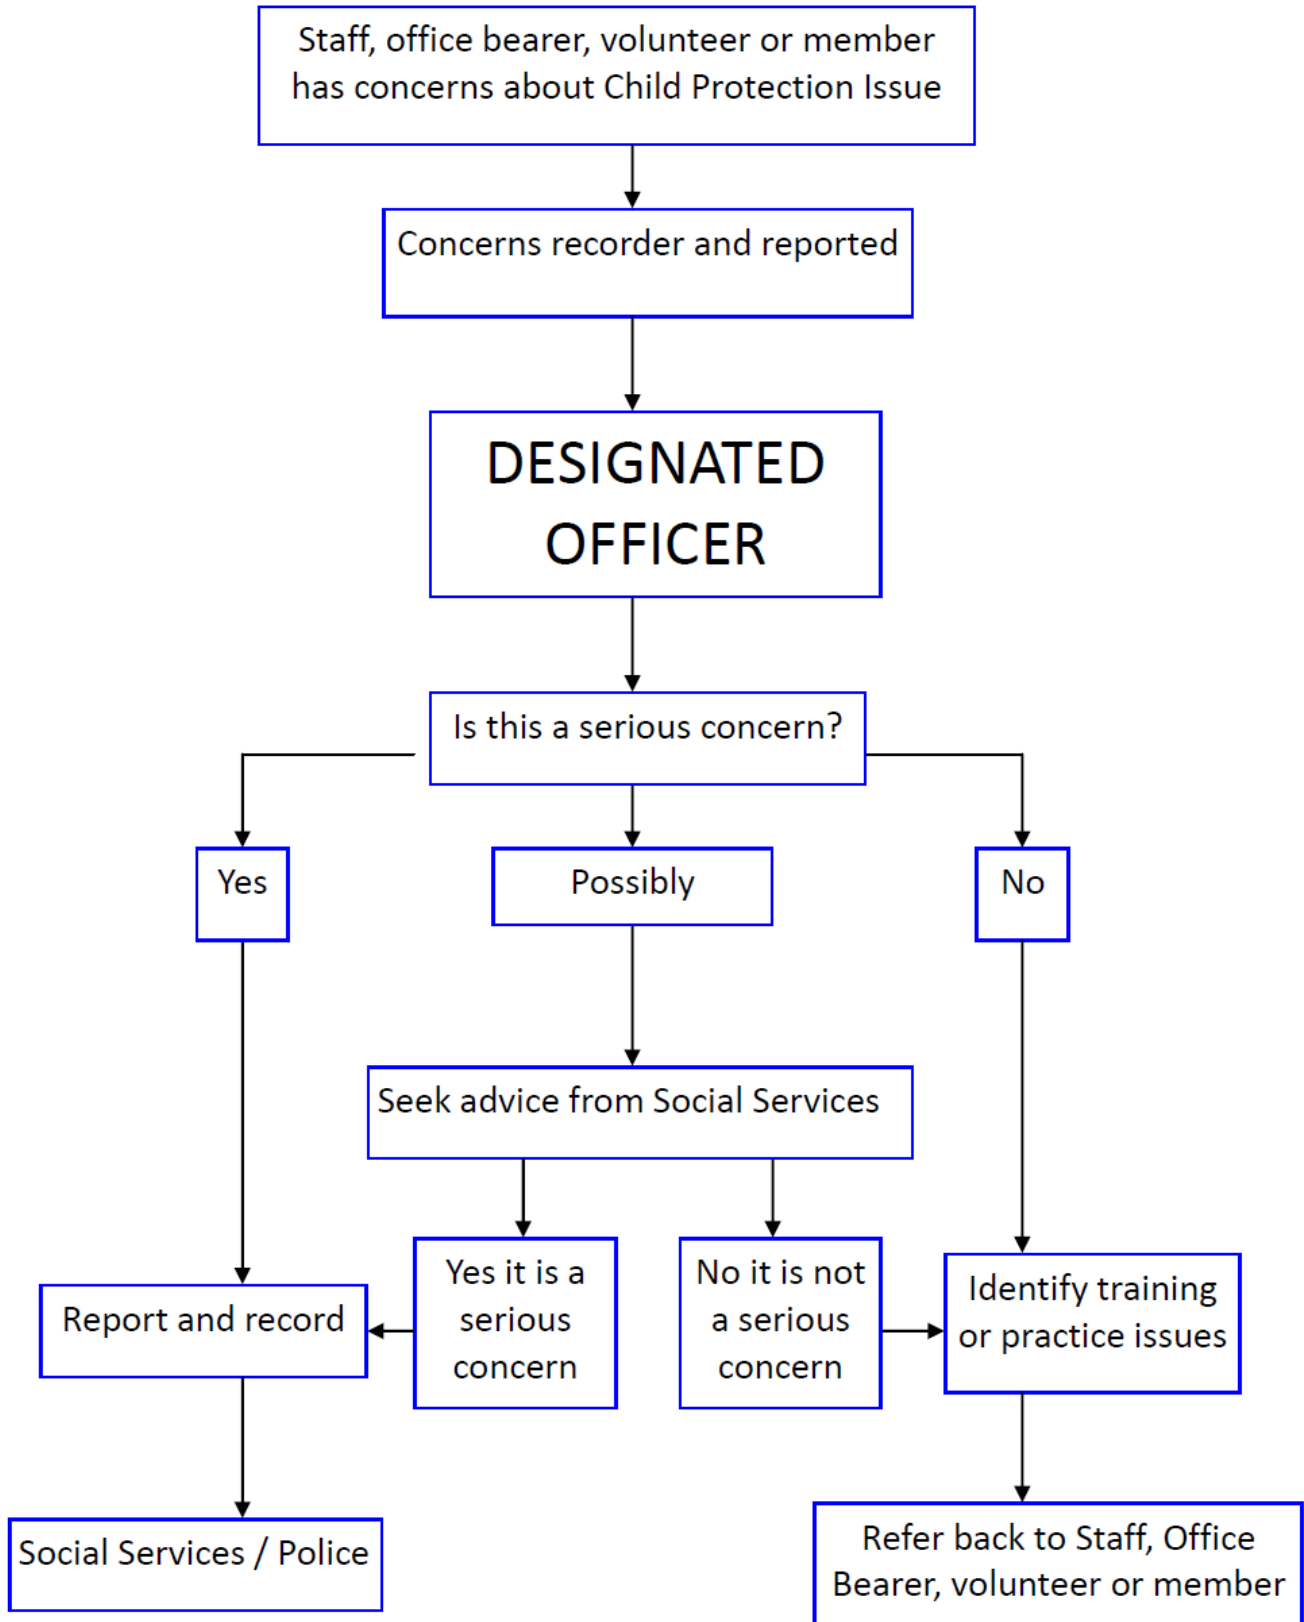 Staff, office bearer, volunteer or member
has concerns about Child Protection Issue
Concerns recorder and reported
DESIGNATED
OFFICER
Is this a serious concern?
Yes
Possibly
No
Seek advice from Social Services
Yes it is a
serious
concern
No it is not
a serious
concern
Report and record
Identify training
or practice issues
Social Services / Police
Refer back to Staff, Office
Bearer, volunteer or member